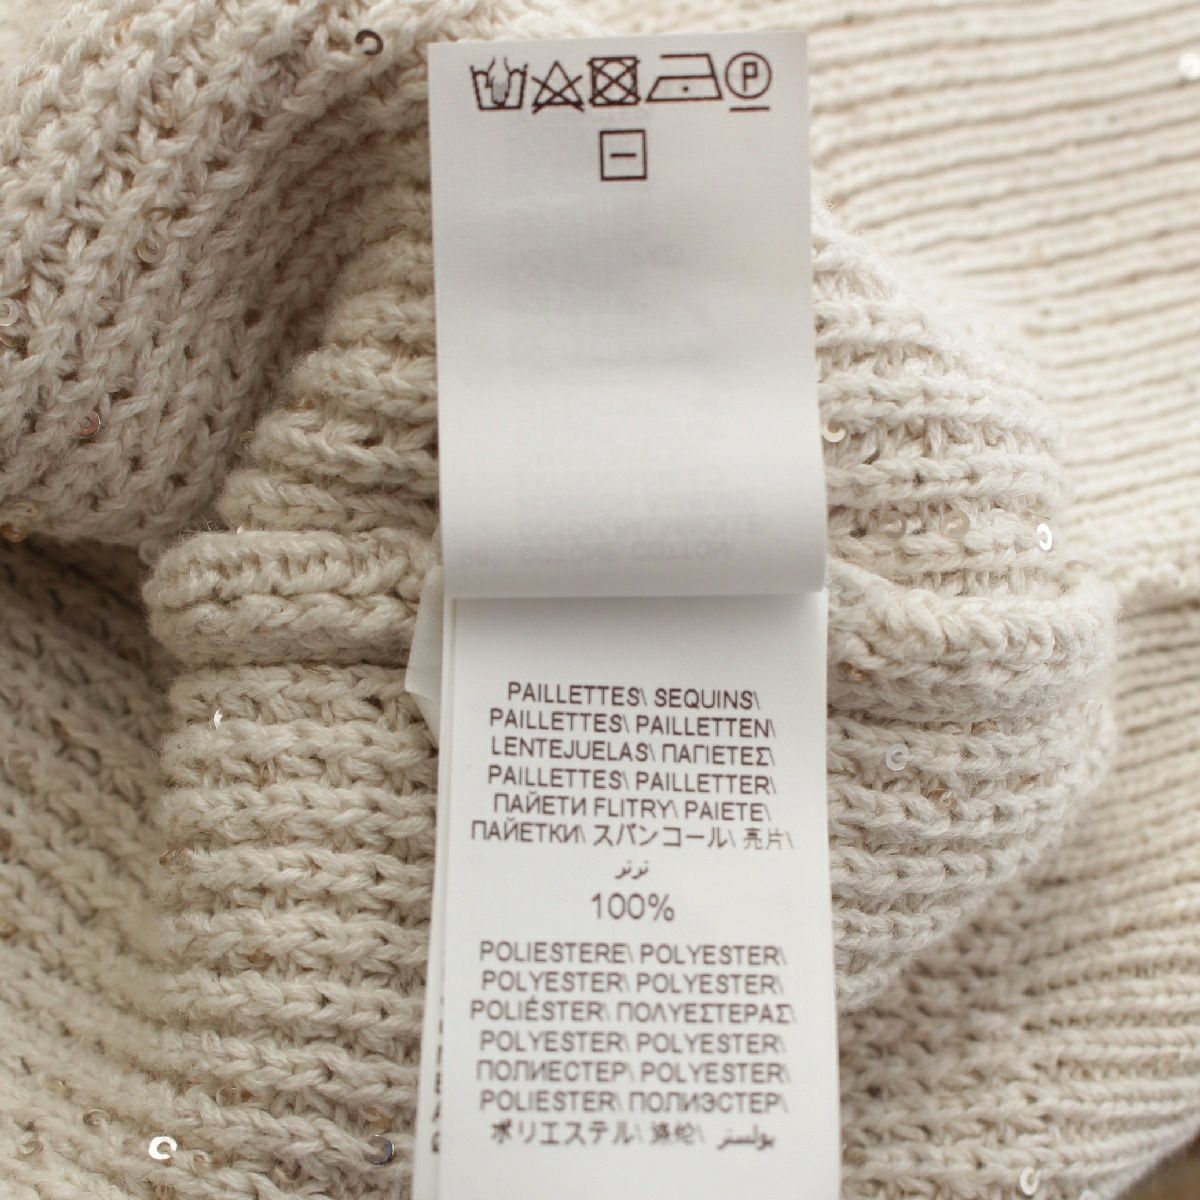 P
PAILLETTES\ SEQUINS\
PAILLETTES\ PAILLETTEN\
LENTEJUELAS\ ΠΑΓΙΕΤΕΣ\
PAILLETTES\ PAILLETTER\
ПАЙЕТИ FLITRY\ PAIETE\
ПАЙЕТКИ\ スパンコール\ 亮片\
ترتر
100%
POLIESTERE\ POLYESTER\
POLYESTER\ POLYESTER\
POLIÉSTER\ ΠΟΛΥΕΣΤΕΡΑΣ\
POLYESTER\ POLYESTER\
ПОЛИЕСТЕР\ POLYESTER\
POLIESTER\ ПОЛИЭСТЕР\
ポリエステル\ 涤纶\ بولستر